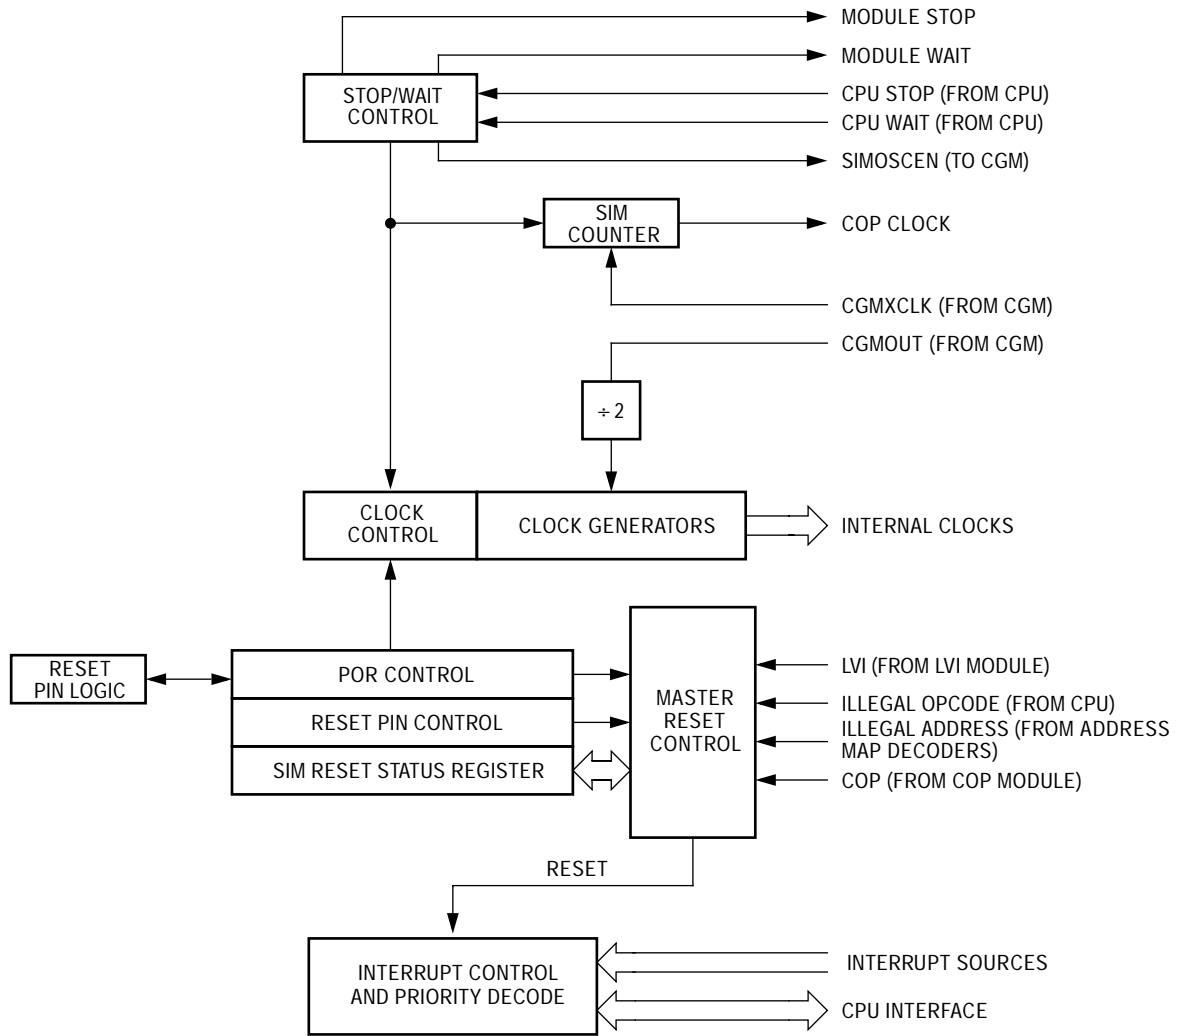 MODULE STOP
MODULE WAIT
STOP/WAIT
CONTROL
CPU STOP (FROM CPU)
CPU WAIT (FROM CPU)
SIMOSCEN (TO CGM)
SIM
COUNTER
COP CLOCK
CGMXCLK (FROM CGM)
CGMOUT (FROM CGM)
÷ 2
CLOCK
CONTROL
CLOCK GENERATORS
INTERNAL CLOCKS
RESET
PIN LOGIC
POR CONTROL
RESET PIN CONTROL
SIM RESET STATUS REGISTER
MASTER
RESET
CONTROL
LVI (FROM LVI MODULE)
ILLEGAL OPCODE (FROM CPU)
ILLEGAL ADDRESS (FROM ADDRESS
MAP DECODERS)
COP (FROM COP MODULE)
RESET
INTERRUPT CONTROL
AND PRIORITY DECODE
INTERRUPT SOURCES
CPU INTERFACE